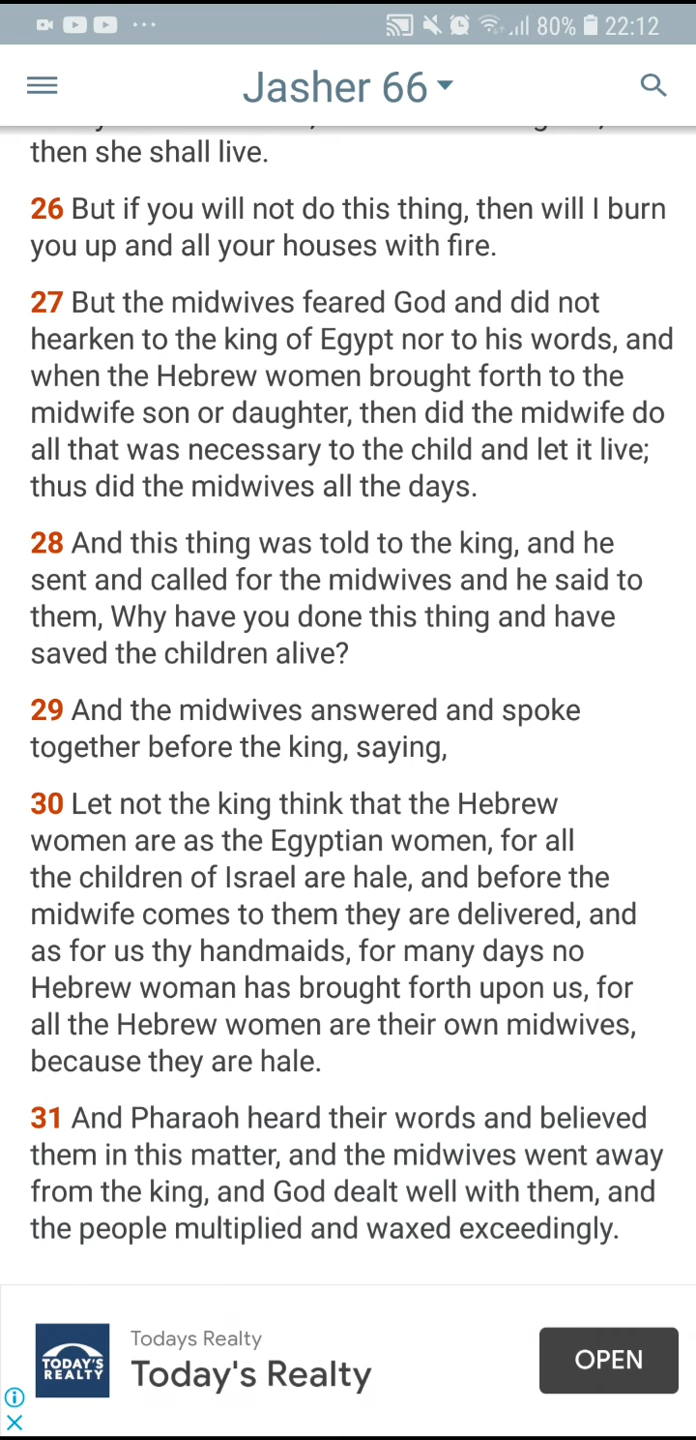 80% 22:12
Jasher 66
then she shall live.
26 But if you will not do this thing, then will I burn
you up and all your houses with fire.
27 But the midwives feared God and did not
hearken to the king of Egypt nor to his words, and
when the Hebrew women brought forth to the
midwife son or daughter, then did the midwife do
all that was necessary to the child and let it live;
thus did the midwives all the days.
28 And this thing was told to the king, and he
sent and called for the midwives and he said to
them, Why have you done this thing and have
saved the children alive?
29 And the midwives answered and spoke
together before the king, saying,
30 Let not the king think that the Hebrew
women are as the Egyptian women, for all
the children of Israel are hale, and before the
midwife comes to them they are delivered, and
as for us thy handmaids, for many days no
Hebrew woman has brought forth upon us, for
all the Hebrew women are their own midwives,
because they are hale.
31 And Pharaoh heard their words and believed
them in this matter, and the midwives went away
from the king, and God dealt well with them, and
the people multiplied and waxed exceedingly.
TODAY'S
REALTY
Todays Realty
Today's Realty
OPEN